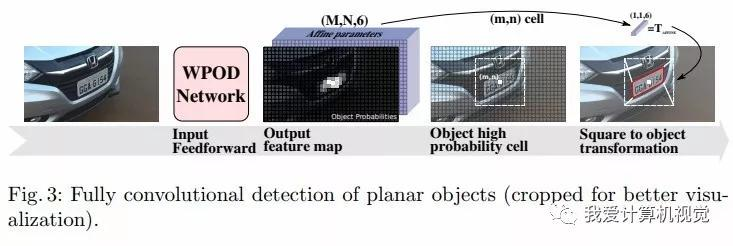 (M,N,6)
(m,n) cell
(1,1,6)
=TAFFINE
Affine parameters
WPOD
Network
(m,n)
Object Probabilities
Input
Feedforward
Output
feature map
Object high
probability cell
Square to object
transformation
Fig. 3: Fully convolutional detection of planar objects (cropped for better visu-
alization).
我爱计算机视觉